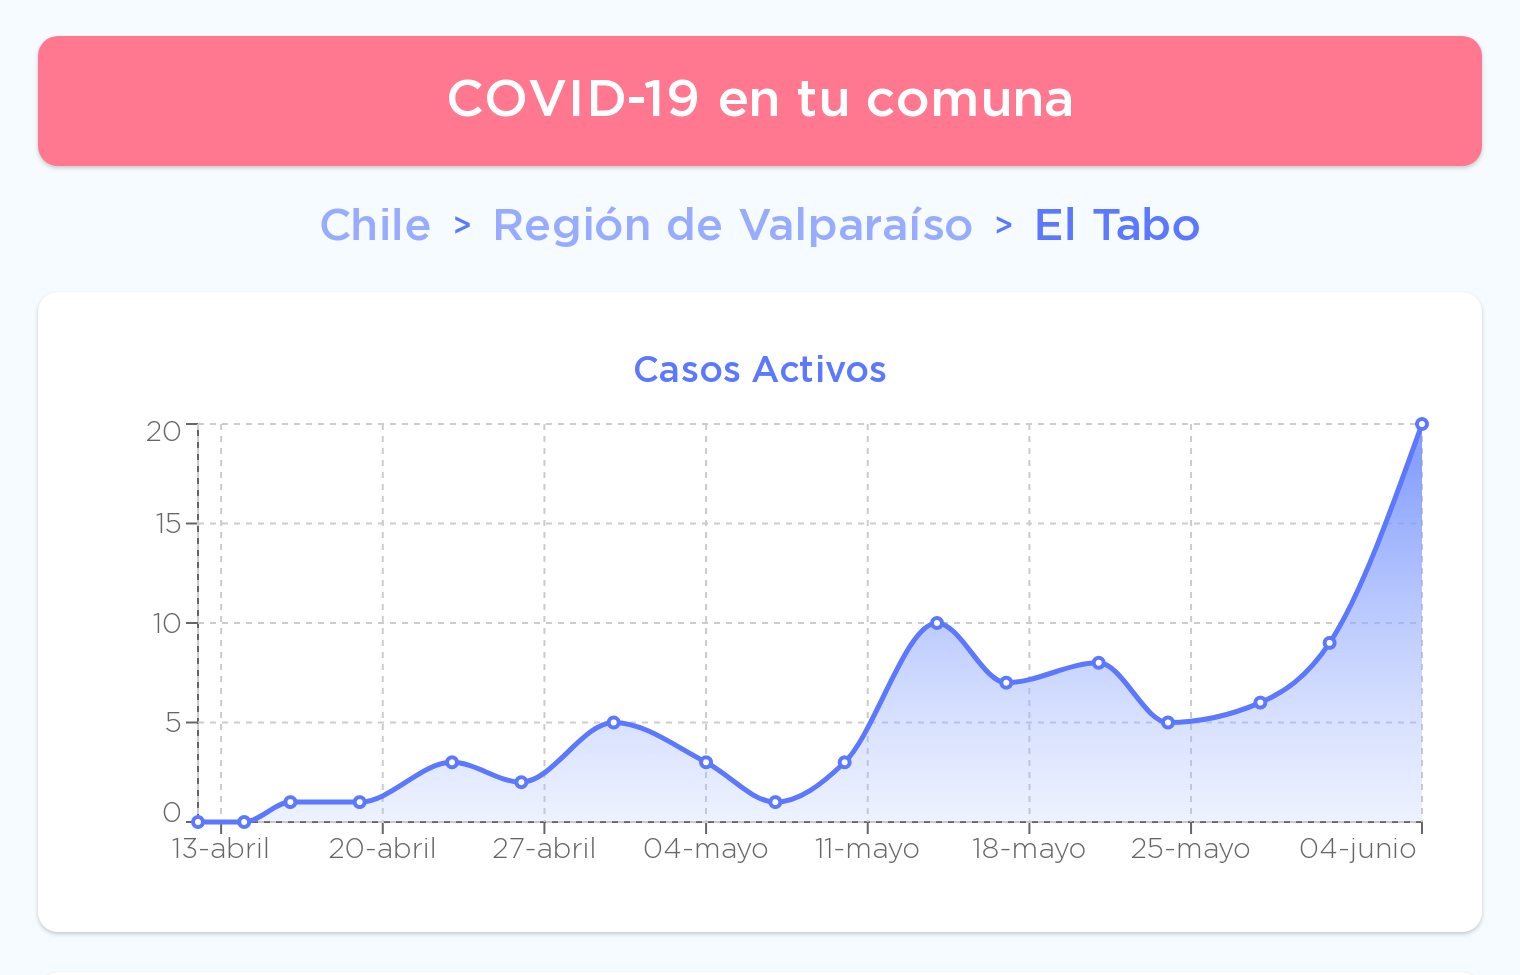 COVID-19 en tu comuna
Chile > Región de Valparaíso > El Tabo
Casos Activos
20
15
10
5
0
13-abril 20-abril 27-abril 04-mayo 11-mayo 18-mayo 25-mayo 04-junio